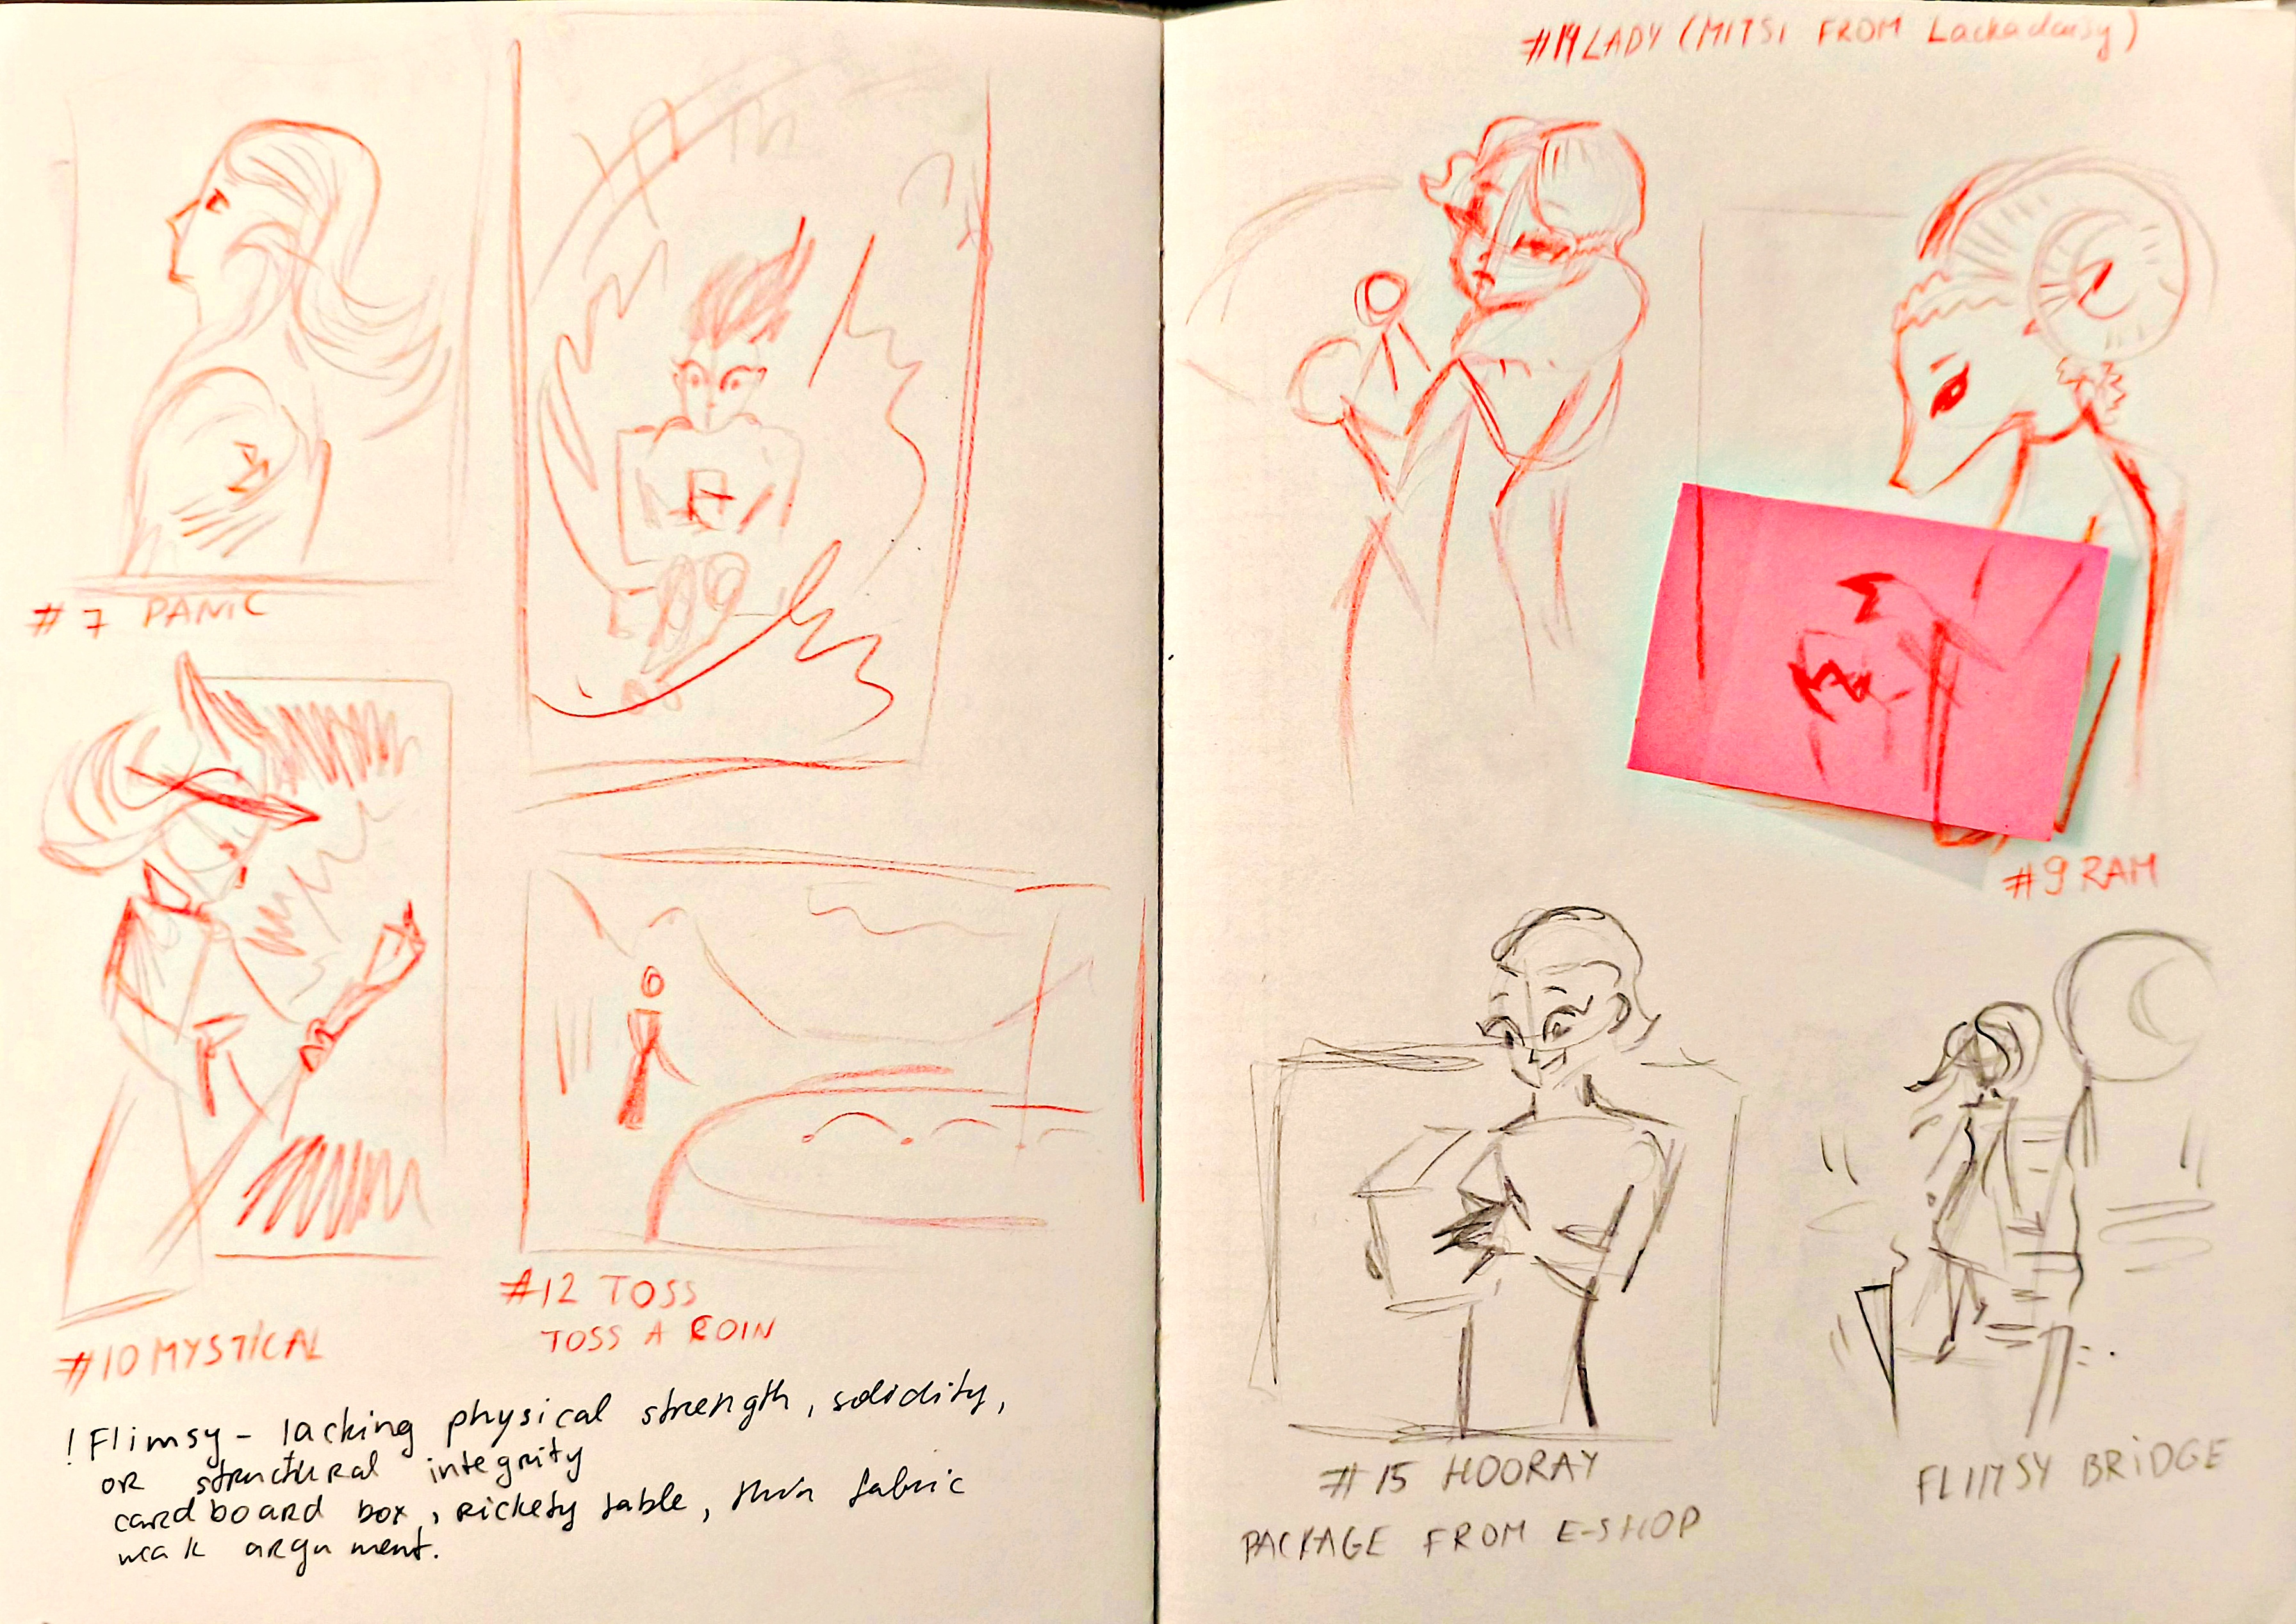 # 7 PANIC
#10 MYSTICAL
#12 TOSS
TOSS A COIN
! Flimsy - lacking physical strength, solidity,
or structural integrity
cardboard box, rickety table, thin fabric
weak argument.
#14 LADY (MITSI FROM Lackadaisy)
#9 RAM
#15 HOORAY
PACKAGE FROM E-SHOP
FLIMSY BRIDGE